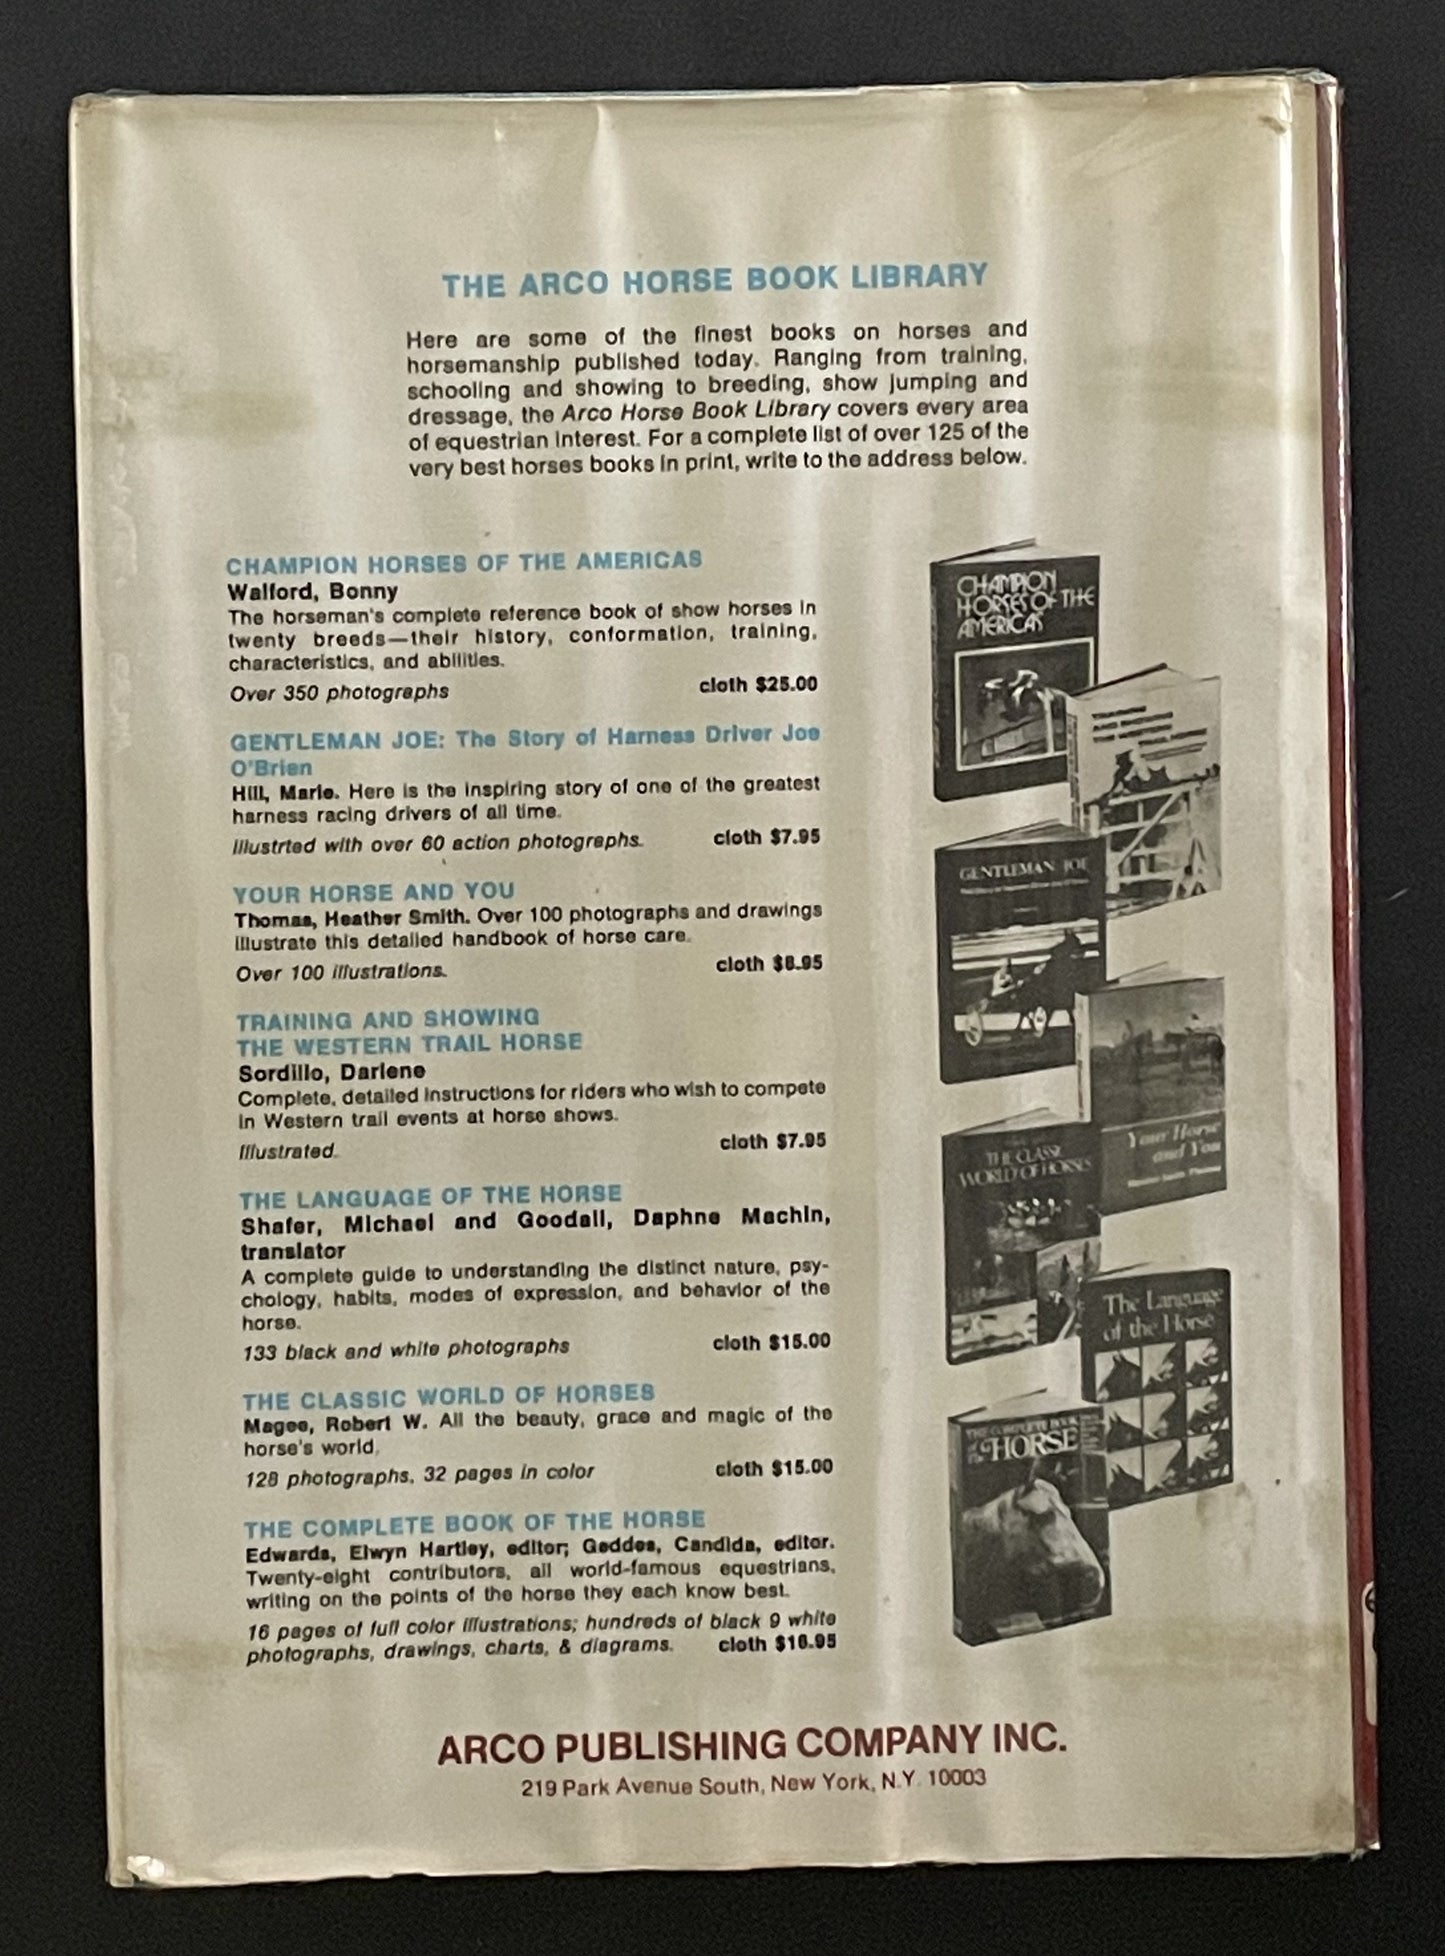 THE ARCO HORSE BOOK LIBRARY
Here are some of the finest books on horses and
horsemanship published today. Ranging from training,
schooling and showing to breeding, show jumping and
dressage, the Arco Horse Book Library covers every area
of equestrian interest. For a complete list of over 125 of the
very best horses books in print, write to the address below.
CHAMPION HORSES OF THE AMERICAS
Walford, Bonny
The horseman's complete reference book of show horses in
twenty breeds—their history, conformation, training,
characteristics, and abilities.
Over 350 photographs cloth $25.00
GENTLEMAN JOE: The Story of Harness Driver Joe
O'Brien
Hill, Marie. Here is the inspiring story of one of the greatest
harness racing drivers of all time.
Illustrted with over 60 action photographs. cloth $7.95
YOUR HORSE AND YOU
Thomas, Heather Smith. Over 100 photographs and drawings
illustrate this detailed handbook of horse care.
Over 100 illustrations. cloth $8.95
TRAINING AND SHOWING
THE WESTERN TRAIL HORSE
Sordillo, Darlene
Complete, detailed instructions for riders who wish to compete
in Western trail events at horse shows.
Illustrated. cloth $7.95
THE LANGUAGE OF THE HORSE
Shafer, Michael and Goodall, Daphne Machin,
translator
A complete guide to understanding the distinct nature, psy-
chology, habits, modes of expression, and behavior of the
horse.
133 black and white photographs cloth $15.00
THE CLASSIC WORLD OF HORSES
Magee, Robert W. All the beauty, grace and magic of the
horse's world.
128 photographs, 32 pages in color cloth $15.00
THE COMPLETE BOOK OF THE HORSE
Edwards, Elwyn Hartley, editor; Geddes, Candida, editor.
Twenty-eight contributors, all world-famous equestrians,
writing on the points of the horse they each know best.
16 pages of full color illustrations; hundreds of black 9 white
photographs, drawings, charts, & diagrams. cloth $16.95
CHAMPION
HORSES OF THE
AMERICAS
TRAINING
AND SHOWING
THE WESTERN
TRAIL HORSE
GENTLEMAN JOE
Your Horse
and You
Heather Smith Thomas
THE CLASSIC
WORLD OF HORSES
The Language
of the Horse
THE COMPLETE BOOK
OF THE HORSE
ARCO PUBLISHING COMPANY INC.
219 Park Avenue South, New York, N.Y. 10003